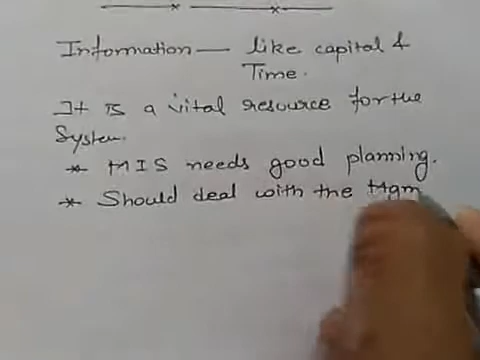 Information — like capital &
Time.
It is a vital resource for the
System.
* MIS needs good planning.
* Should deal with the Mgm